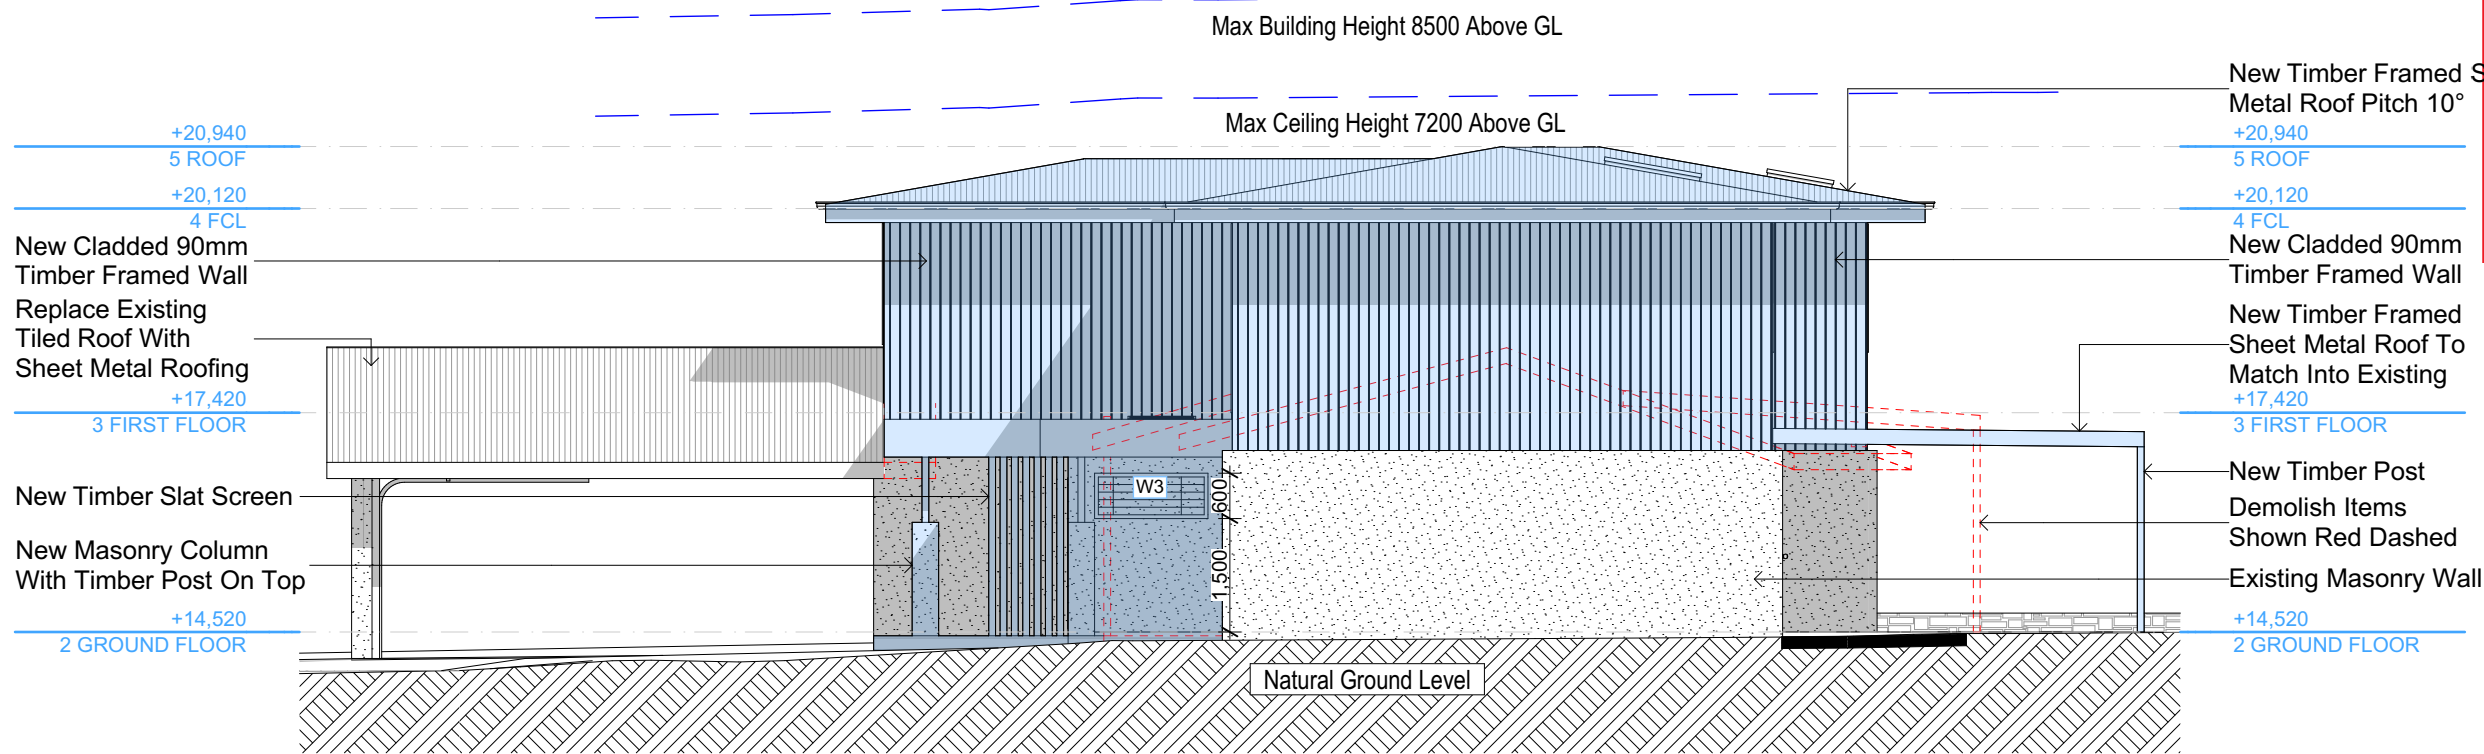 Max Building Height 8500 Above GL
Max Ceiling Height 7200 Above GL
+20,940
5 ROOF
+20,120
4 FCL
New Cladded 90mm
Timber Framed Wall
Replace Existing
Tiled Roof With
Sheet Metal Roofing
+17,420
3 FIRST FLOOR
New Timber Slat Screen
New Masonry Column
With Timber Post On Top
+14,520
2 GROUND FLOOR
W3
600
1,500
Natural Ground Level
New Timber Framed
Metal Roof Pitch 10°
+20,940
5 ROOF
+20,120
4 FCL
New Cladded 90mm
Timber Framed Wall
New Timber Framed
Sheet Metal Roof To
Match Into Existing
+17,420
3 FIRST FLOOR
New Timber Post
Demolish Items
Shown Red Dashed
Existing Masonry Wall
+14,520
2 GROUND FLOOR